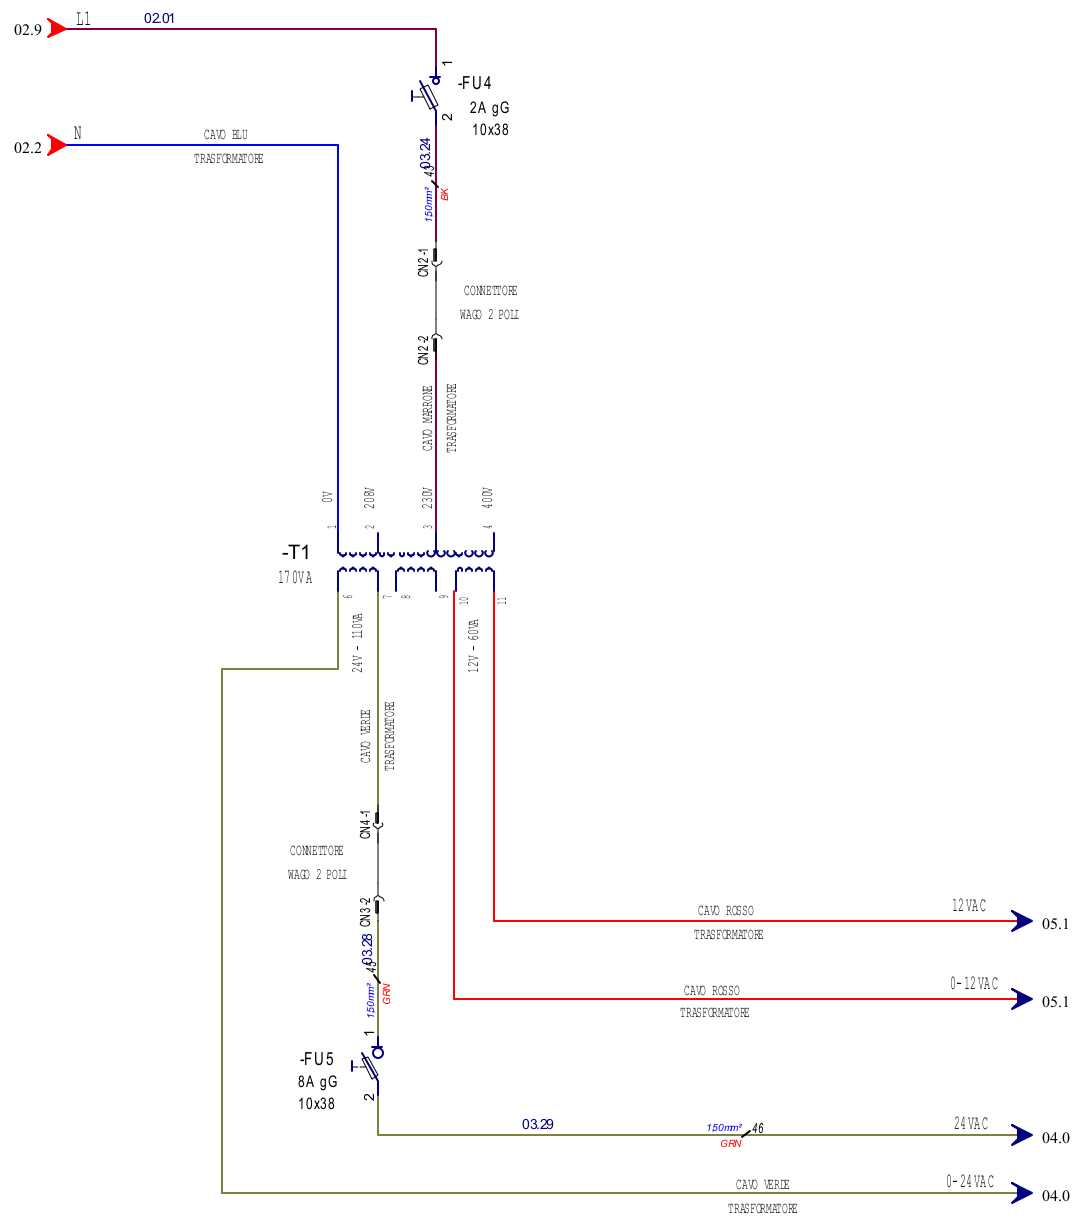 L1
02.01
02.9
1
-FU4
2A gG
10x38
2
N
02.2
CAVO BLU
TRASFORMATORE
03.24
43
150mm²
BK
CN2-1
CONNETTORE
WAGO 2 POLI
CN2-2
CAVO MARRONE
TRASFORMATORE
0V
208V
230V
400V
1
2
3
4
-T1
170VA
6
7
8
9
10
11
24V - 110VA
12V - 60VA
CAVO VERDE
TRASFORMATORE
CN4-1
CONNETTORE
WAGO 2 POLI
CN3-2
03.28
45
150mm²
GRN
CAVO ROSSO
TRASFORMATORE
12VAC
05.1
CAVO ROSSO
TRASFORMATORE
0-12VAC
05.1
1
-FU5
8A gG
10x38
2
03.29
150mm²
46
GRN
24VAC
04.0
CAVO VERDE
TRASFORMATORE
0-24VAC
04.0